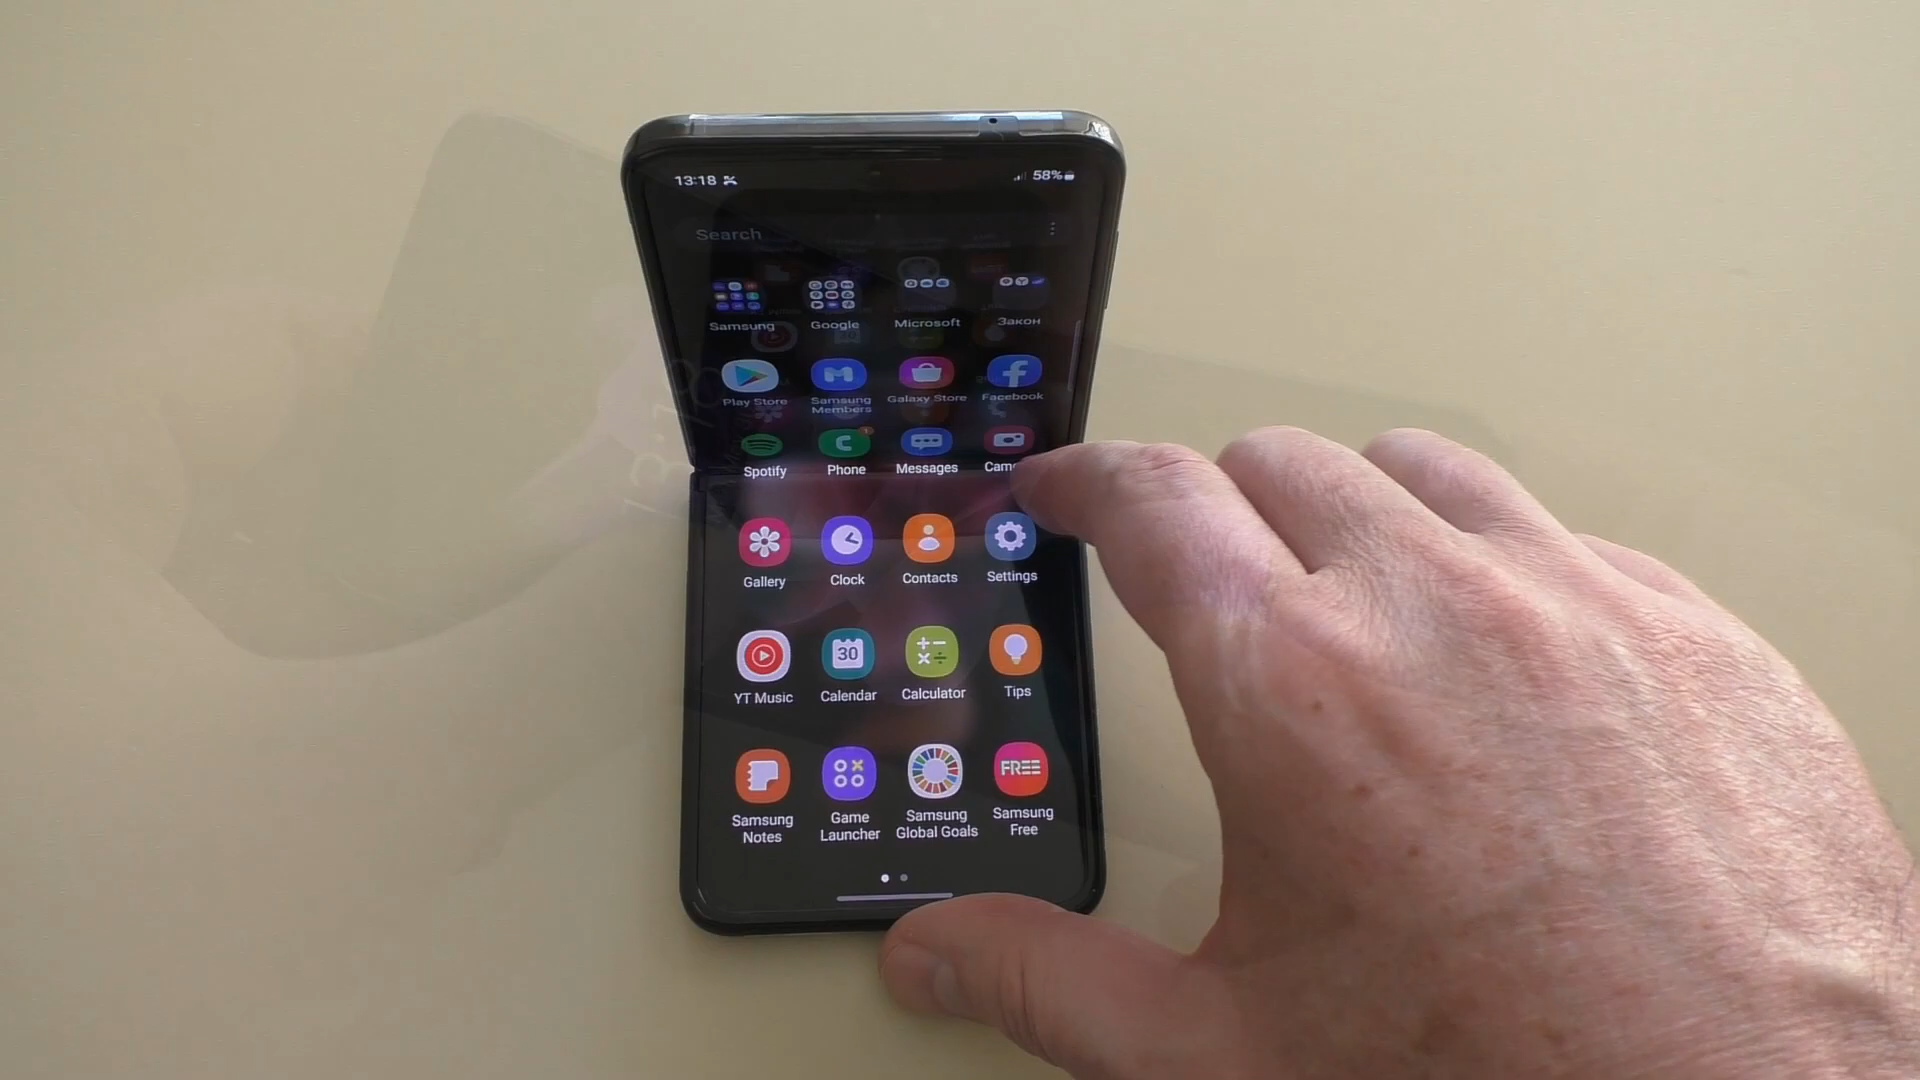 13:18 58%
Search
Samsung Google Microsoft Закон
Play Store Samsung Members Galaxy Store Facebook
Spotify Phone Messages
Gallery Clock Contacts Settings
30
YT Music Calendar Calculator Tips
FREE
Samsung Notes Game Launcher Samsung Global Goals Samsung Free